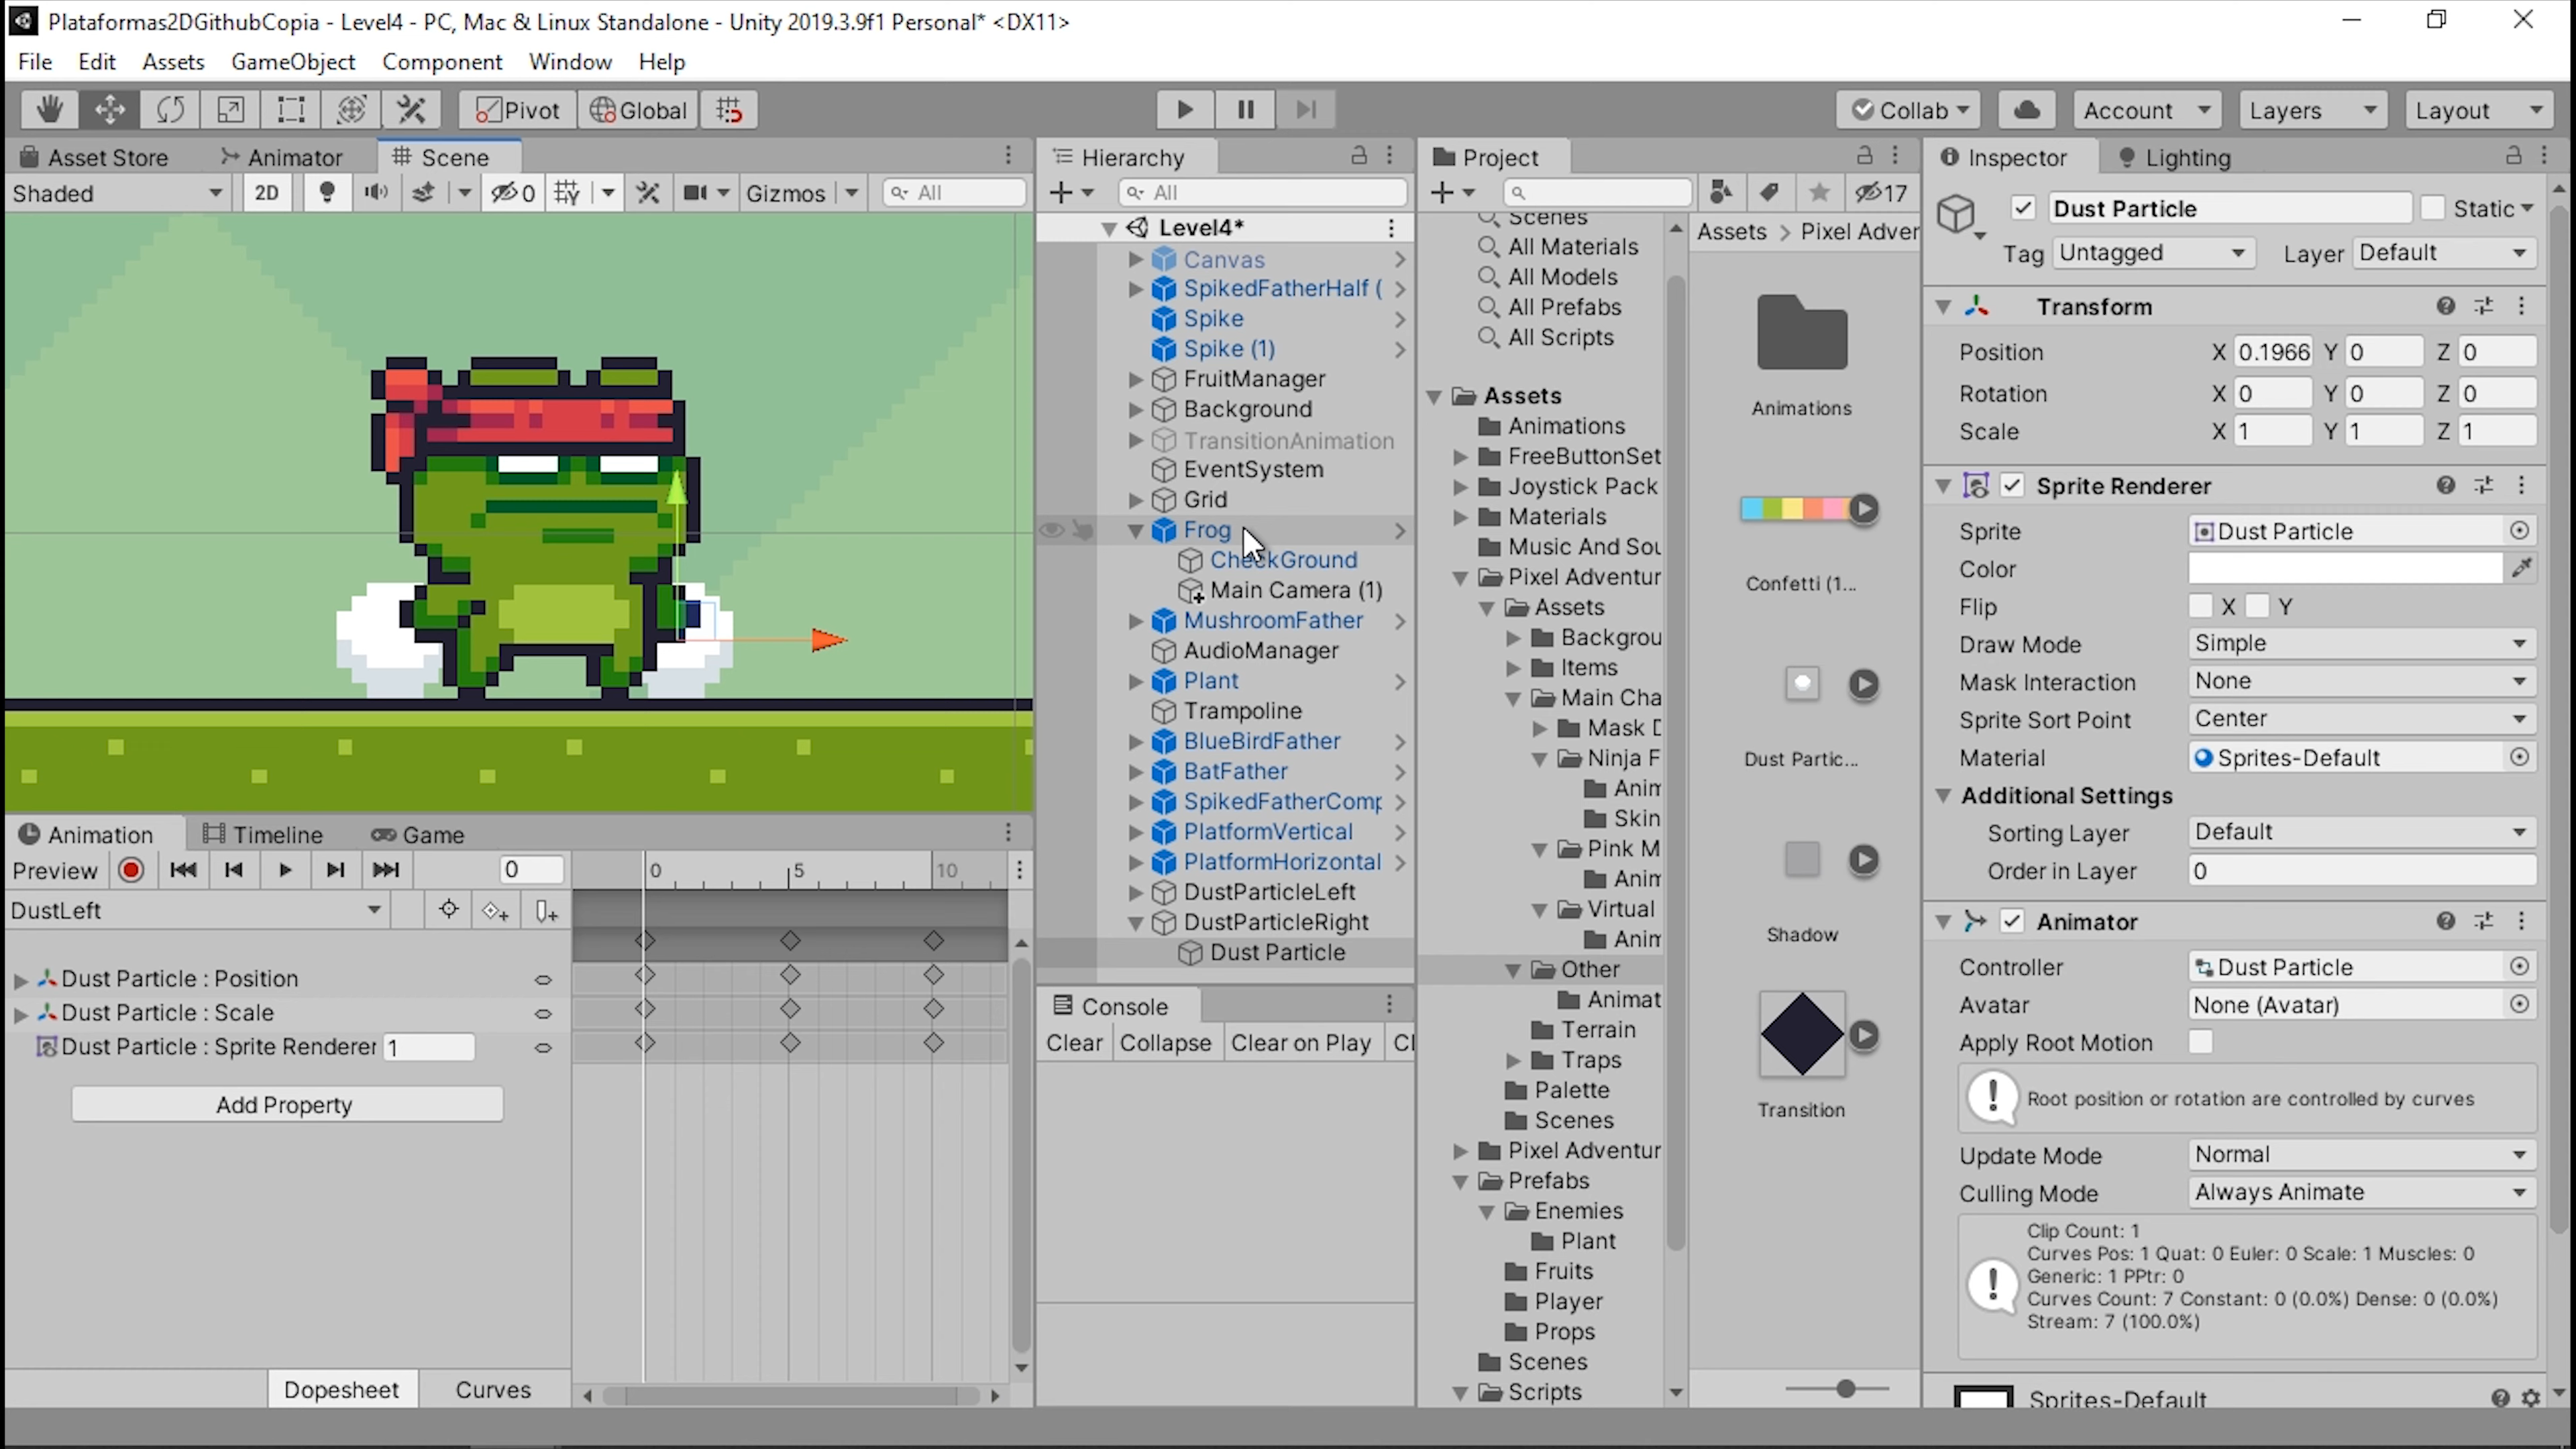 Plataformas2DGithubCopia - Level4 - PC, Mac & Linux Standalone - Unity 2019.3.9f1 Personal* <DX11>
File Edit Assets GameObject Component Window Help
Pivot Global Collab Account Layers Layout
Asset Store Animator Scene
Shaded 2D 0 Gizmos All
Hierarchy
All
Level4*
Canvas
SpikedFatherHalf (
Spike
Spike (1)
FruitManager
Background
TransitionAnimation
EventSystem
Grid
Frog
CheckGround
Main Camera (1)
MushroomFather
AudioManager
Plant
Trampoline
BlueBirdFather
BatFather
SpikedFatherComp
PlatformVertical
PlatformHorizontal
DustParticleLeft
DustParticleRight
Dust Particle
Console
Clear Collapse Clear on Play Cl
Animation Timeline Game
Preview 0 0 5 10
DustLeft
Dust Particle : Position
Dust Particle : Scale
Dust Particle : Sprite Renderer 1
Add Property
Dopesheet Curves
Project
17
Scenes
All Materials
All Models
All Prefabs
All Scripts
Assets
Animations
FreeButtonSet
Joystick Pack
Materials
Music And Sou
Pixel Adventur
Assets
Backgrou
Items
Main Cha
Mask D
Ninja F
Anim
Skin
Pink M
Anim
Virtual
Anim
Other
Animat
Terrain
Traps
Palette
Scenes
Pixel Adventur
Prefabs
Enemies
Plant
Fruits
Player
Props
Scenes
Scripts
Assets > Pixel Adver
Animations
Confetti (1...
Dust Partic...
Shadow
Transition
Inspector Lighting
Dust Particle Static
Tag Untagged Layer Default
Transform
Position X 0.1966 Y 0 Z 0
Rotation X 0 Y 0 Z 0
Scale X 1 Y 1 Z 1
Sprite Renderer
Sprite Dust Particle
Color
Flip X Y
Draw Mode Simple
Mask Interaction None
Sprite Sort Point Center
Material Sprites-Default
Additional Settings
Sorting Layer Default
Order in Layer 0
Animator
Controller Dust Particle
Avatar None (Avatar)
Apply Root Motion
Root position or rotation are controlled by curves
Update Mode Normal
Culling Mode Always Animate
Clip Count: 1
Curves Pos: 1 Quat: 0 Euler: 0 Scale: 1 Muscles: 0
Generic: 1 PPtr: 0
Curves Count: 7 Constant: 0 (0.0%) Dense: 0 (0.0%)
Stream: 7 (100.0%)
Sprites-Default